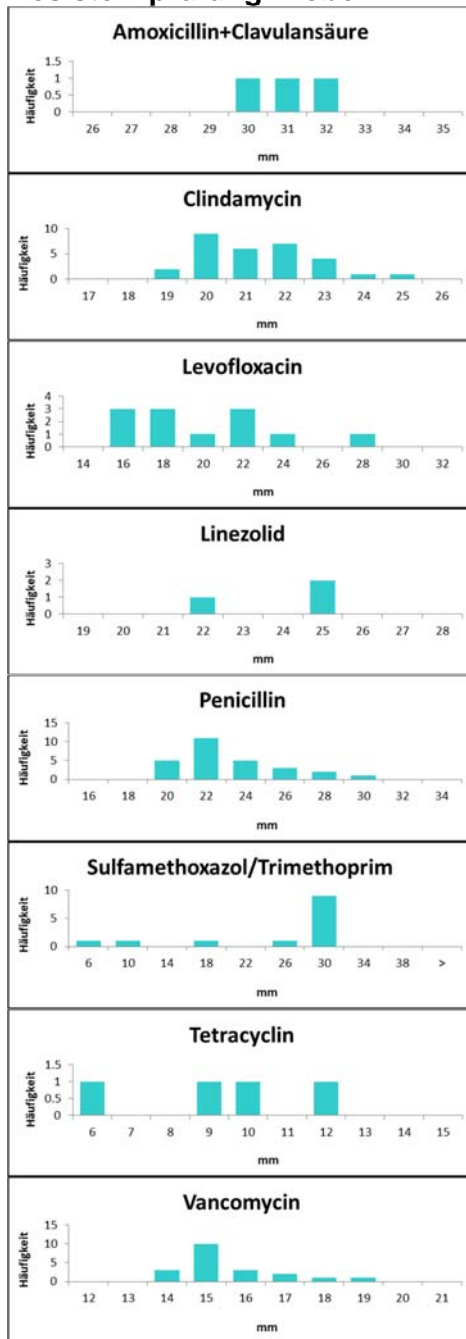 Amoxicillin+Clavulansäure
Häufigkeit
1.5
1
0.5
0
26 27 28 29 30 31 32 33 34 35
mm
Clindamycin
Häufigkeit
10
5
0
17 18 19 20 21 22 23 24 25 26
mm
Levofloxacin
Häufigkeit
4
3
2
1
0
14 16 18 20 22 24 26 28 30 32
mm
Linezolid
Häufigkeit
3
2
1
0
19 20 21 22 23 24 25 26 27 28
mm
Penicillin
Häufigkeit
15
10
5
0
16 18 20 22 24 26 28 30 32 34
mm
Sulfamethoxazol/Trimethoprim
Häufigkeit
10
5
0
6 10 14 18 22 26 30 34 38 >
mm
Tetracyclin
Häufigkeit
1.5
1
0.5
0
6 7 8 9 10 11 12 13 14 15
mm
Vancomycin
Häufigkeit
15
10
5
0
12 13 14 15 16 17 18 19 20 21
mm